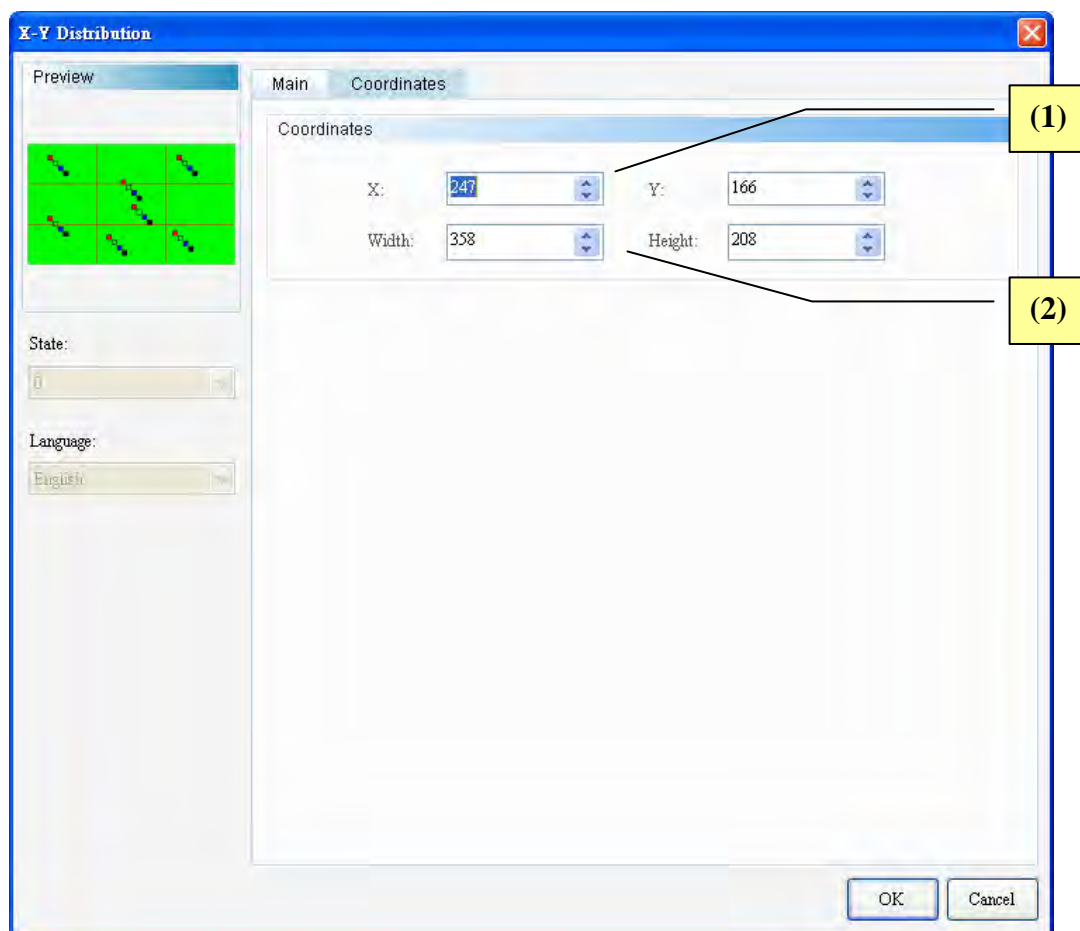 X-Y Distribution
Preview
Main Coordinates
(1)
Coordinates
X: 247 Y: 166
Width: 358 Height: 208
(2)
State:
0
Language:
English
OK Cancel